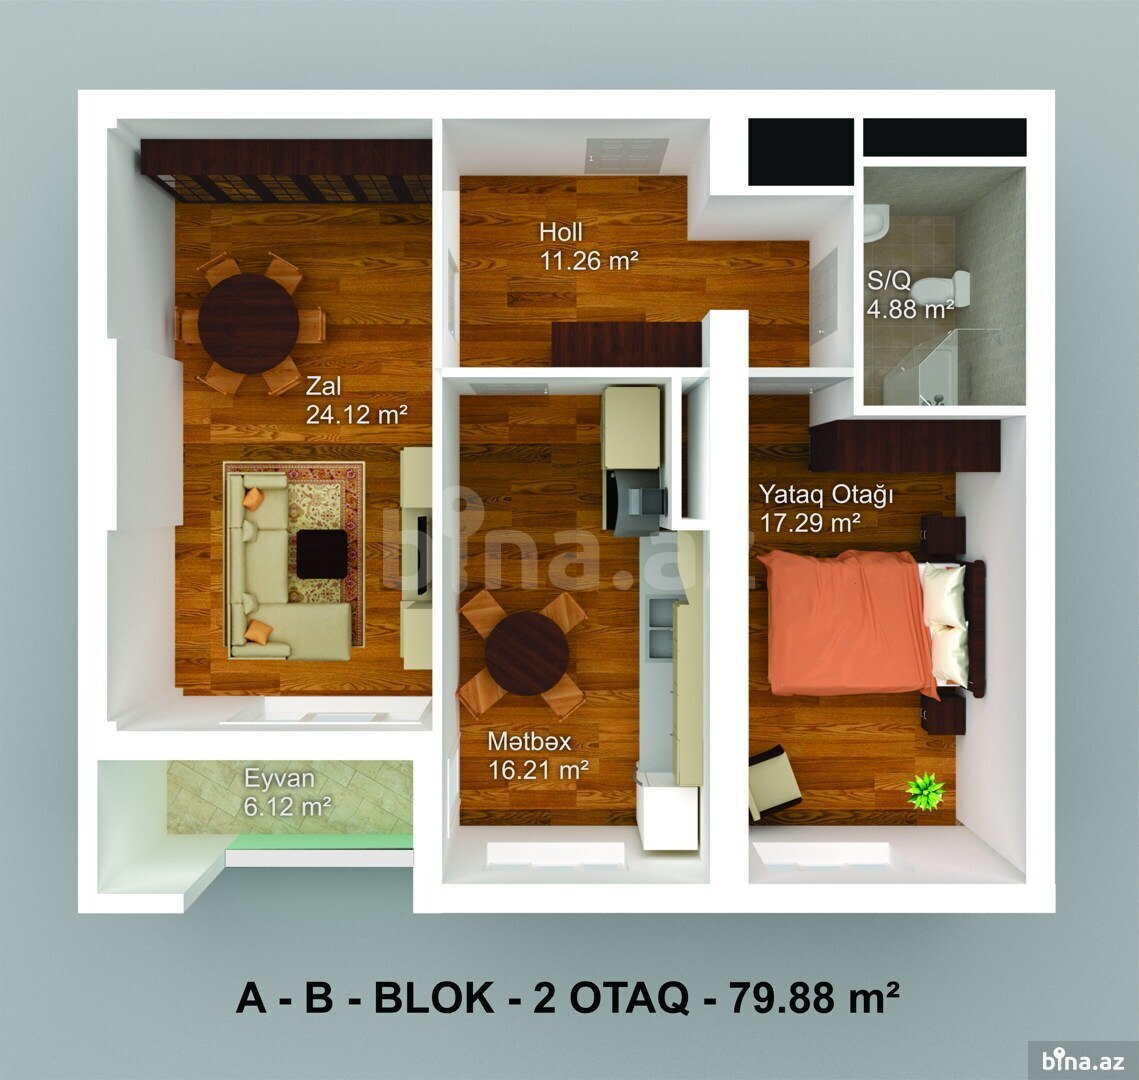 Holl
11.26 m²
S/Q
4.88 m²
Zal
24.12 m²
Yataq Otağı
17.29 m²
bina.az
Mətbəx
16.21 m²
Eyvan
6.12 m²
A - B - BLOK - 2 OTAQ - 79.88 m²
bina.az